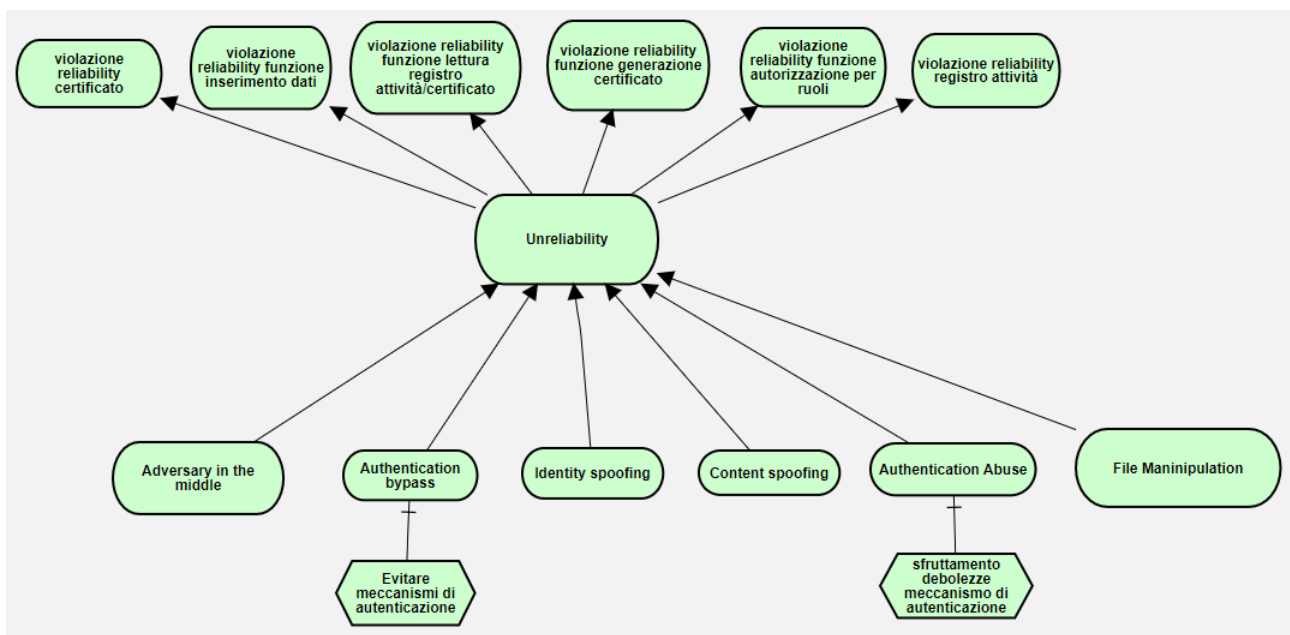 violazione
reliability
certificato
violazione
reliability funzione
inserimento dati
violazione reliability
funzione lettura
registro
attività/certificato
violazione reliability
funzione generazione
certificato
violazione
reliability funzione
autorizzazione per
ruoli
violazione reliability
registro attività
Unreliability
Adversary in the
middle
Authentication
bypass
Identity spoofing
Content spoofing
Authentication Abuse
File Maninipulation
Evitare
meccanismi di
autenticazione
sfruttamento
debolezze
meccanismo di
autenticazione